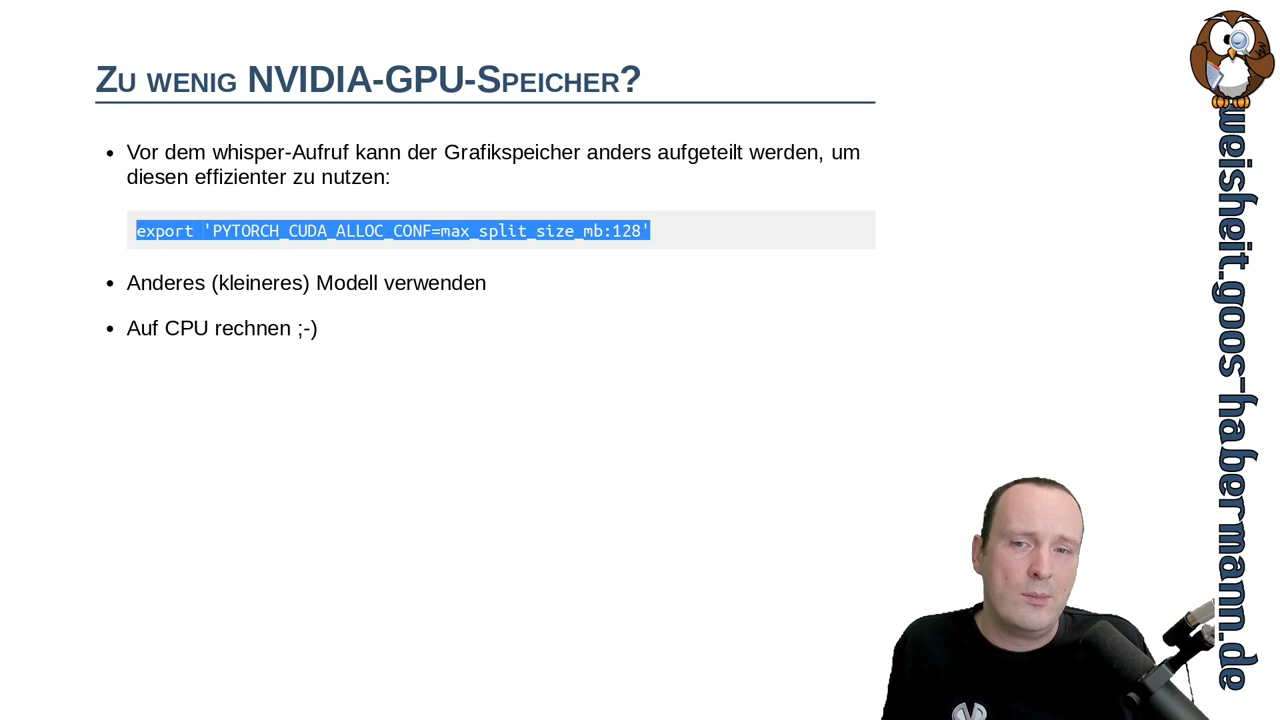 Zu wenig NVIDIA-GPU-Speicher?
• Vor dem whisper-Aufruf kann der Grafikspeicher anders aufgeteilt werden, um
diesen effizienter zu nutzen:
export 'PYTORCH_CUDA_ALLOC_CONF=max_split_size_mb:128'
• Anderes (kleineres) Modell verwenden
• Auf CPU rechnen ;-)
weisheit.goos-habermann.de